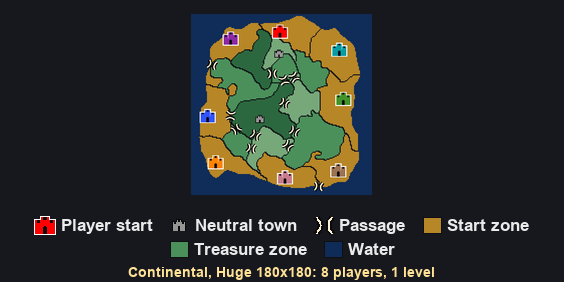 Player start Neutral town Passage Start zone
Treasure zone Water
Continental, Huge 180x180: 8 players, 1 level